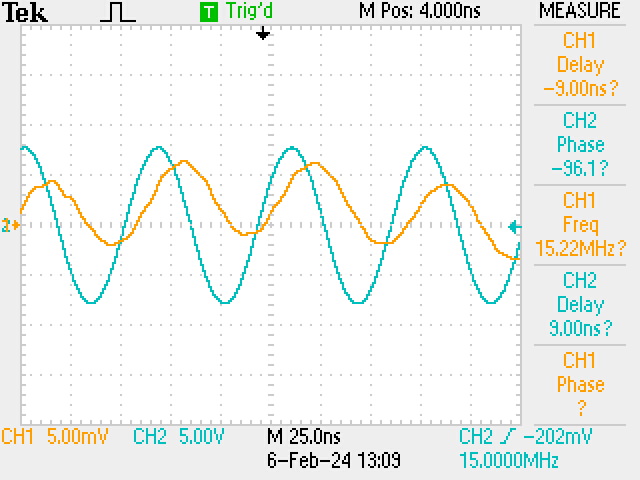 Tek T Trig'd M Pos: 4.000ns MEASURE
CH1
Delay
-9.00ns?
CH2
Phase
-96.1?
CH1
Freq
15.22MHz?
CH2
Delay
9.00ns?
CH1
Phase
?
2
CH1 5.00mV CH2 5.00V M 25.0ns CH2 -202mV
6-Feb-24 13:09 15.0000MHz